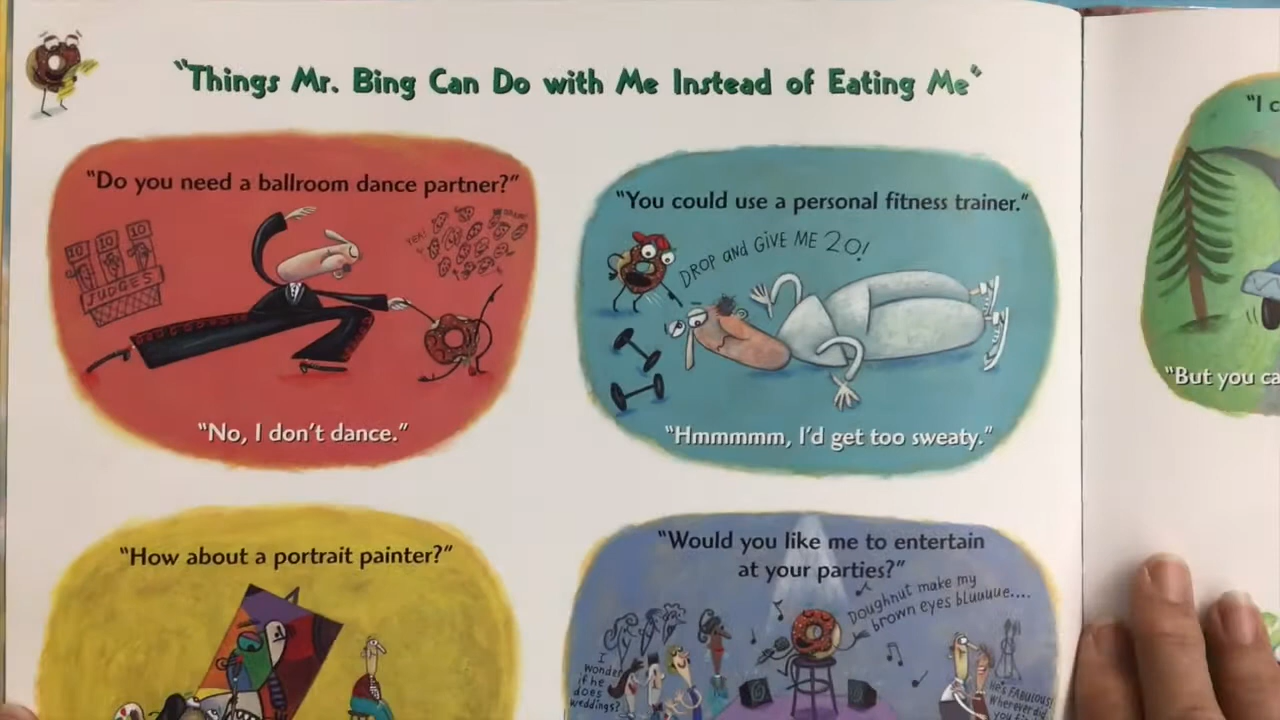 "Things Mr. Bing Can Do with Me Instead of Eating Me"
"Do you need a ballroom dance partner?"
10 10 10
JUDGES
YEA!
"No, I don't dance."
"You could use a personal fitness trainer."
DROP and GIVE ME 20!
"Hmmmmm, I'd get too sweaty."
"I c
"But you ca
"How about a portrait painter?"
"Would you like me to entertain
at your parties?"
Doughnut make my
brown eyes bluuuue....
I
wonder
if he
does
weddings?
He's FABULOUS!
Wherever did